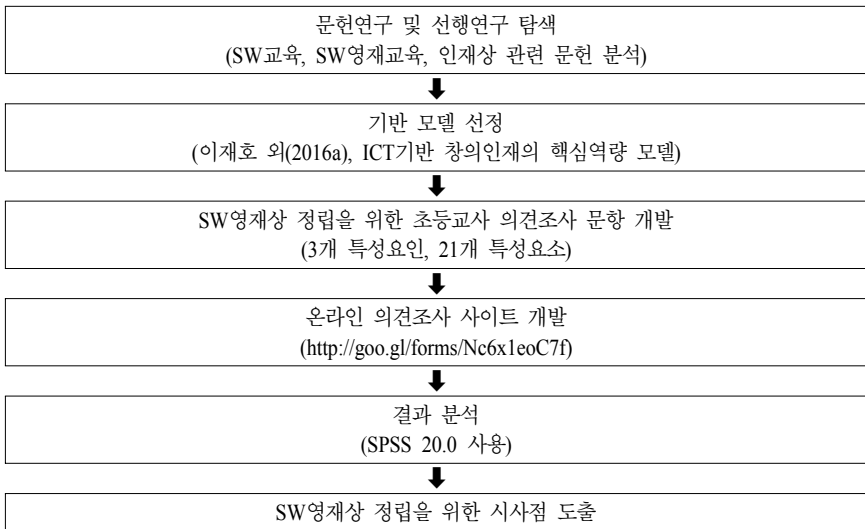 문헌연구 및 선행연구 탐색
(SW교육, SW영재교육, 인재상 관련 문헌 분석)
기반 모델 선정
(이재호 외(2016a), ICT기반 창의인재의 핵심역량 모델)
SW영재상 정립을 위한 초등교사 의견조사 문항 개발
(3개 특성요인, 21개 특성요소)
온라인 의견조사 사이트 개발
(http://goo.gl/forms/Nc6x1eoC7f)
결과 분석
(SPSS 20.0 사용)
SW영재상 정립을 위한 시사점 도출